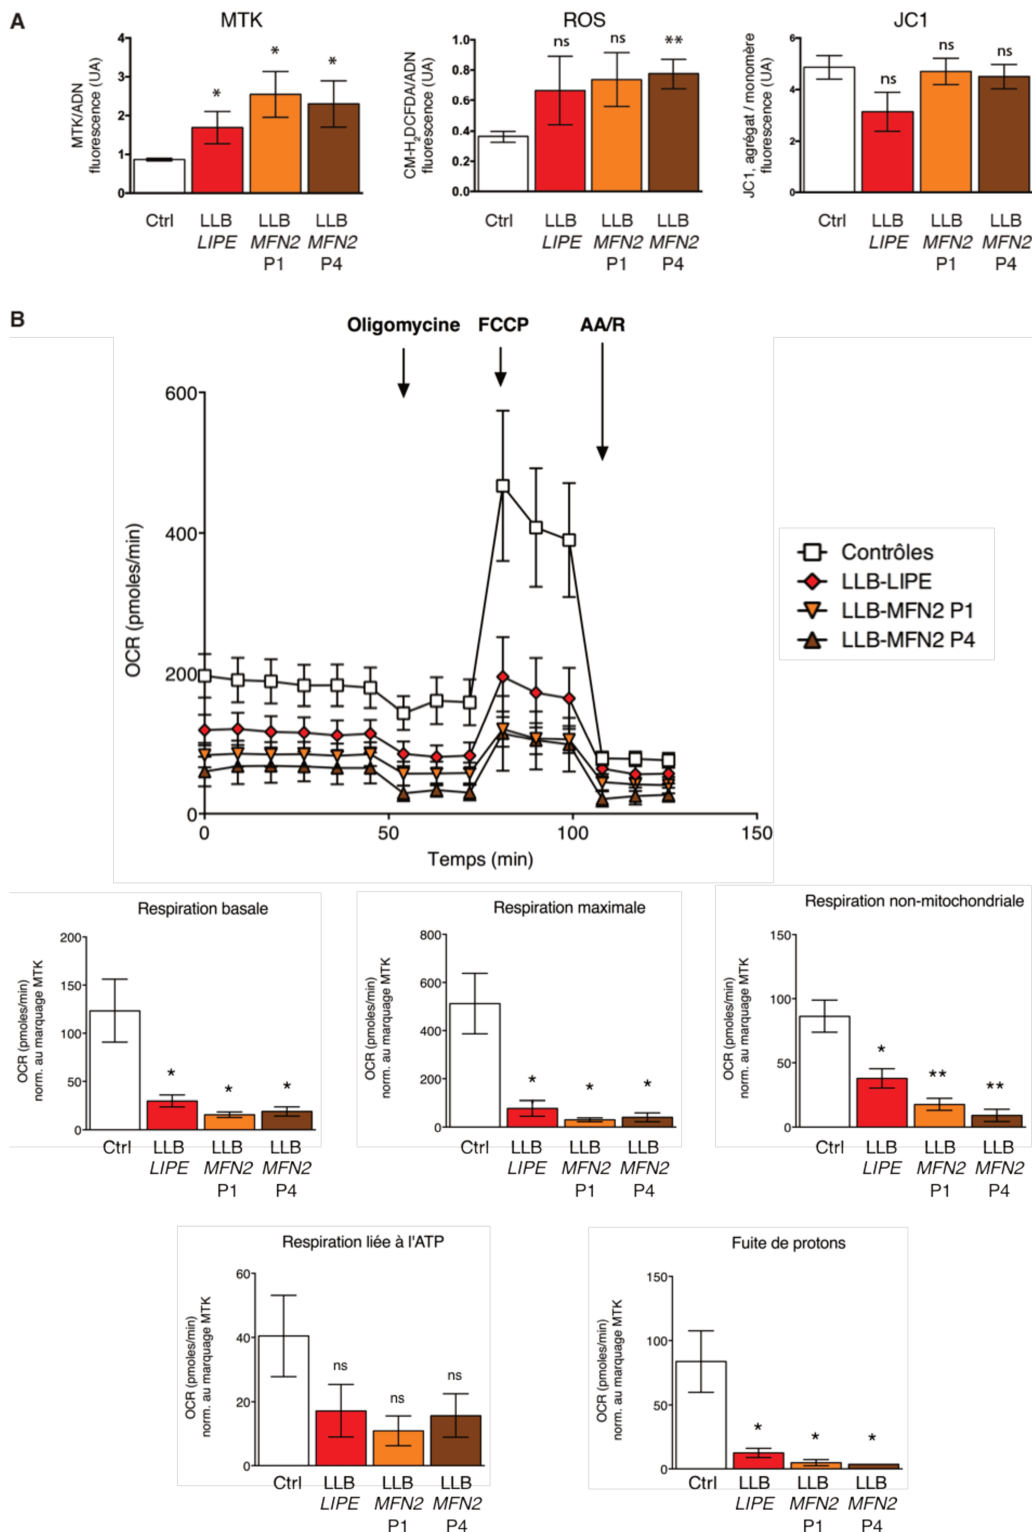 A
MTK
ROS
JC1
MTK/ADN
fluorescence (UA)
4
3
2
1
0
*
*
*
Ctrl
LLB
LIPE
LLB
MFN2
P1
LLB
MFN2
P4
CM-H₂DCFDA/ADN
fluorescence (UA)
1.0
0.8
0.6
0.4
0.2
0.0
ns
ns
**
Ctrl
LLB
LIPE
LLB
MFN2
P1
LLB
MFN2
P4
JC1, agrégat / monomère
fluorescence (UA)
6
4
2
0
ns
ns
ns
Ctrl
LLB
LIPE
LLB
MFN2
P1
LLB
MFN2
P4
B
Oligomycine
FCCP
AA/R
OCR (pmoles/min)
600
400
200
0
0
50
100
150
Temps (min)
Contrôles
LLB-LIPE
LLB-MFN2 P1
LLB-MFN2 P4
Respiration basale
OCR (pmoles/min)
norm. au marquage MTK
200
150
100
50
0
*
*
*
Ctrl
LLB
LIPE
LLB
MFN2
P1
LLB
MFN2
P4
Respiration maximale
OCR (pmoles/min)
norm. au marquage MTK
800
600
400
200
0
*
*
*
Ctrl
LLB
LIPE
LLB
MFN2
P1
LLB
MFN2
P4
Respiration non-mitochondriale
OCR (pmoles/min)
norm. au marquage MTK
150
100
50
0
*
**
**
Ctrl
LLB
LIPE
LLB
MFN2
P1
LLB
MFN2
P4
Respiration liée à l'ATP
OCR (pmoles/min)
norm. au marquage MTK
60
40
20
0
ns
ns
ns
Ctrl
LLB
LIPE
LLB
MFN2
P1
LLB
MFN2
P4
Fuite de protons
OCR (pmoles/min)
norm. au marquage MTK
150
100
50
0
*
*
*
Ctrl
LLB
LIPE
LLB
MFN2
P1
LLB
MFN2
P4